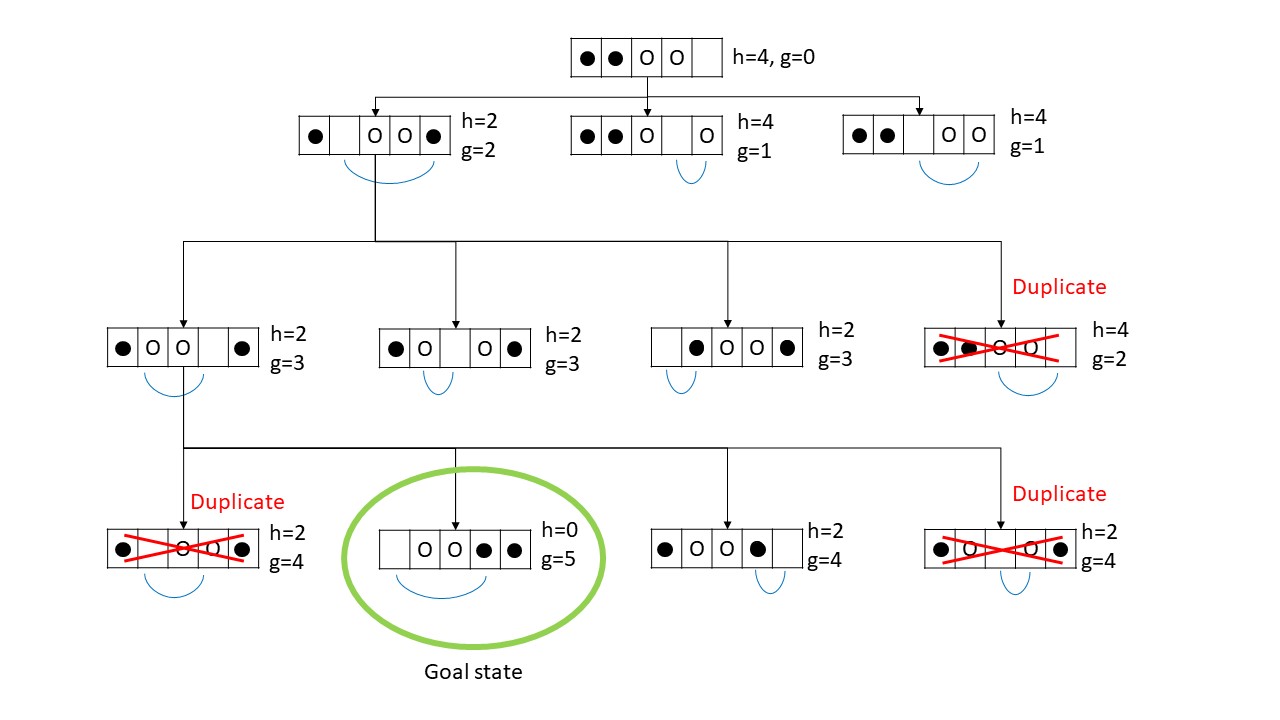 ● ● O O h=4, g=0
● O O ● h=2
g=2
● ● O O h=4
g=1
● ● O O h=4
g=1
Duplicate
● O O ● h=2
g=3
● O O ● h=2
g=3
● O O ● h=2
g=3
● ● O O h=4
g=2
Duplicate
Duplicate
● O O ● h=2
g=4
O O ● ● h=0
g=5
● O O ● h=2
g=4
● O O ● h=2
g=4
Goal state